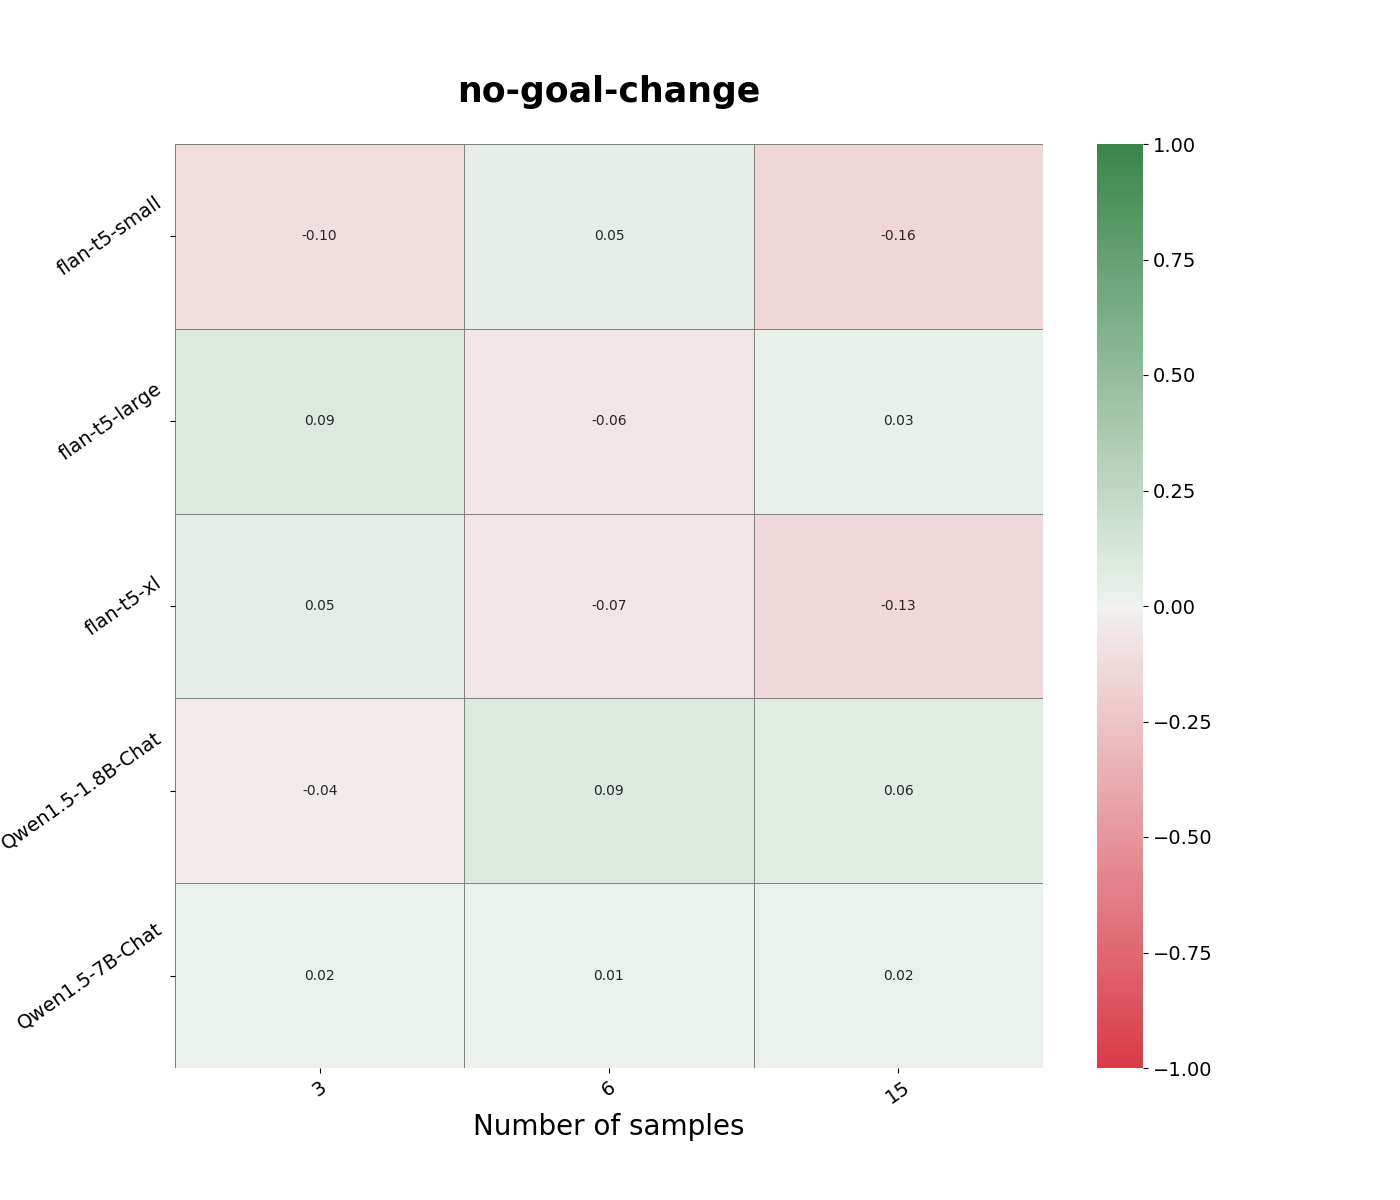 no-goal-change
flan-t5-small
-0.10 0.05 -0.16
flan-t5-large
0.09 -0.06 0.03
flan-t5-xl
0.05 -0.07 -0.13
Qwen1.5-1.8B-Chat
-0.04 0.09 0.06
Qwen1.5-7B-Chat
0.02 0.01 0.02
3 6 15
Number of samples
1.00
0.75
0.50
0.25
0.00
−0.25
−0.50
−0.75
−1.00